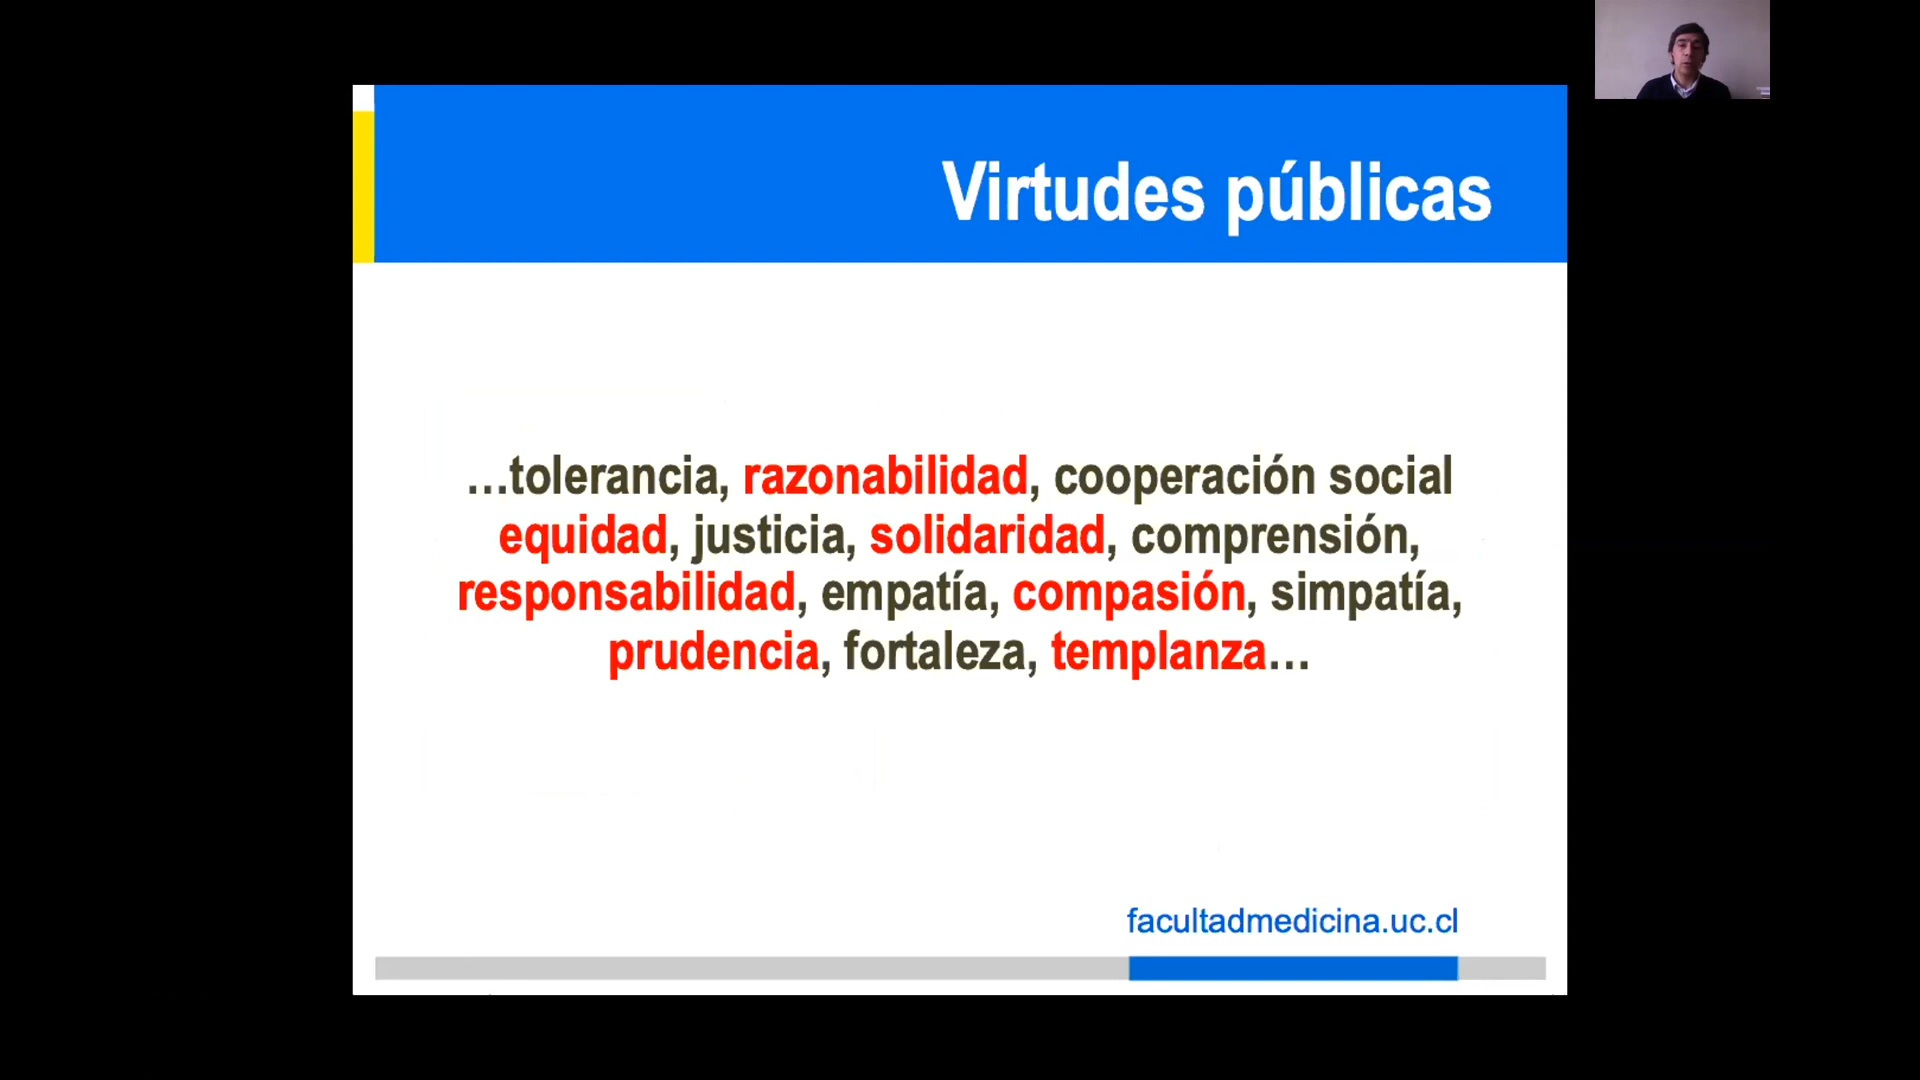 Virtudes públicas
…tolerancia, razonabilidad, cooperación social
equidad, justicia, solidaridad, comprensión,
responsabilidad, empatía, compasión, simpatía,
prudencia, fortaleza, templanza…
facultadmedicina.uc.cl